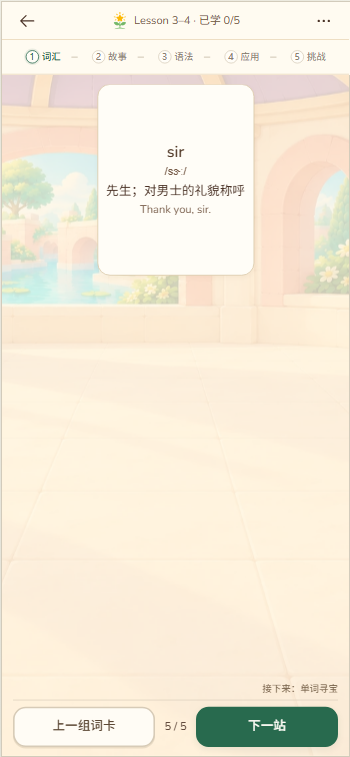 Lesson 3–4 · 已学 0/5
1 词汇 – 2 故事 – 3 语法 – 4 应用 – 5 挑战
sir
/sɝː/
先生；对男士的礼貌称呼
Thank you, sir.
接下来：单词寻宝
上一组词卡 5 / 5 下一站